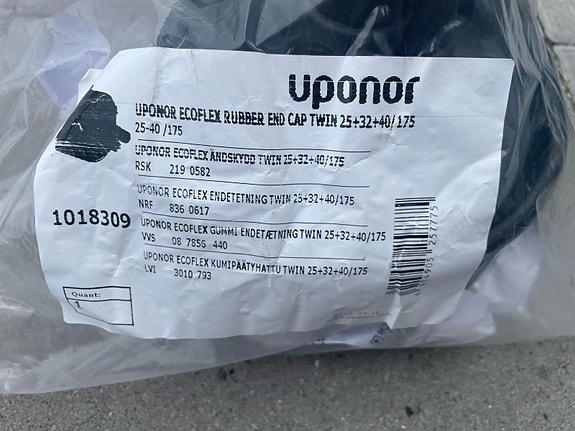 uponor
UPONOR ECOFLEX RUBBER END CAP TWIN 25+32+40/175
25-40 /175
UPONOR ECOFLEX ÄNDSKYDD TWIN 25+32+40/175
RSK 219 0582
UPONOR ECOFLEX ENDETETNING TWIN 25+32+40/175
NRF 836 0617
1018309
UPONOR ECOFLEX GUMMI ENDETÆTNING TWIN 25+32+40/175
VVS 08 7856 440
UPONOR ECOFLEX KUMIPÄÄTYHATTU TWIN 25+32+40/175
LVI 3010 793
Quant:
1